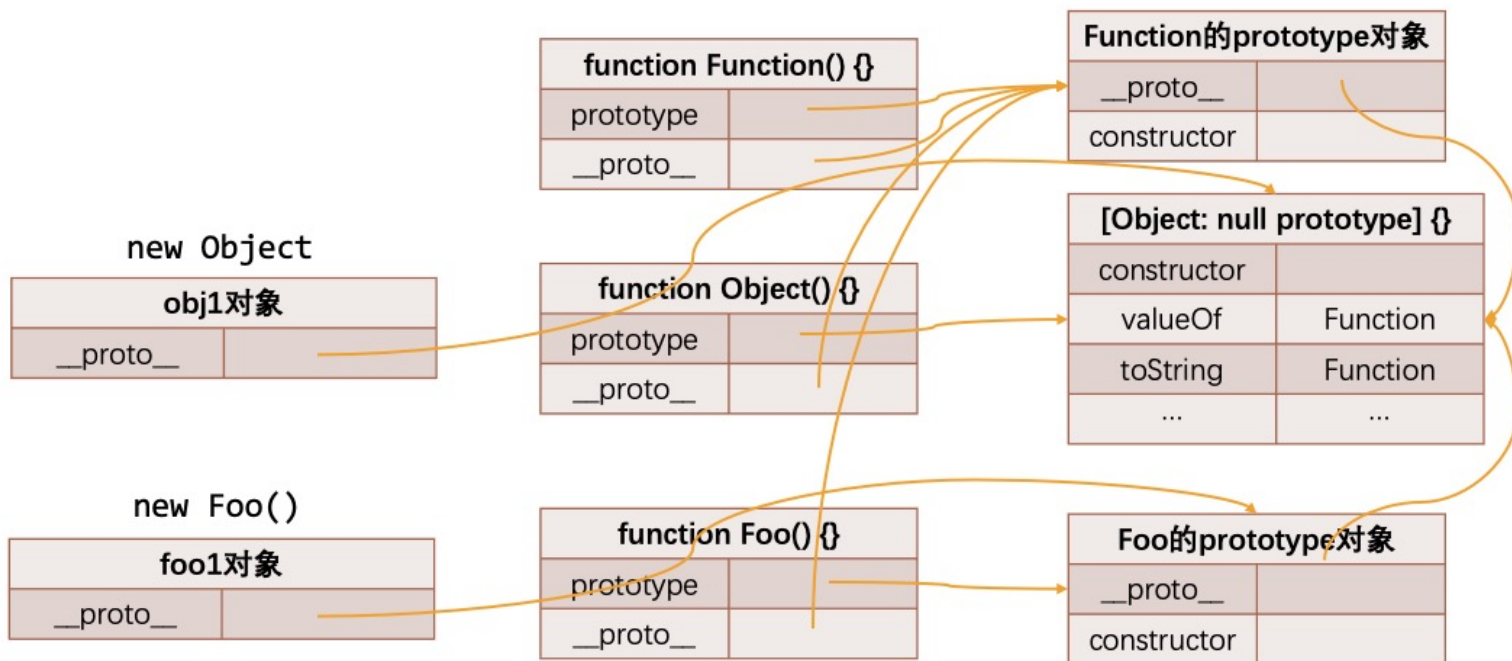 new Object
obj1对象
__proto__
new Foo()
foo1对象
__proto__
function Function() {}
prototype
__proto__
function Object() {}
prototype
__proto__
function Foo() {}
prototype
__proto__
Function的prototype对象
__proto__
constructor
[Object: null prototype] {}
constructor
valueOf Function
toString Function
... ...
Foo的prototype对象
__proto__
constructor